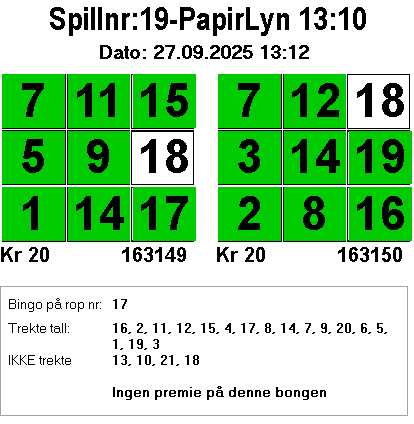 Spillnr:19-PapirLyn 13:10
Dato: 27.09.2025 13:12
7 11 15 7 12 18
5 9 18 3 14 19
1 14 17 2 8 16
Kr 20 163149 Kr 20 163150
Bingo på rop nr: 17
Trekte tall: 16, 2, 11, 12, 15, 4, 17, 8, 14, 7, 9, 20, 6, 5,
1, 19, 3
IKKE trekte 13, 10, 21, 18
Ingen premie på denne bongen